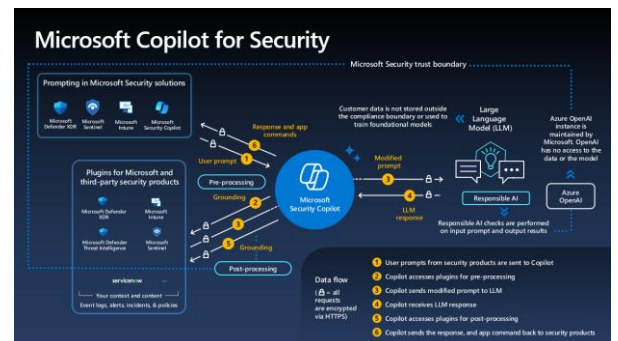 Microsoft Copilot for Security
Microsoft Security trust boundary
Prompting in Microsoft Security solutions
Microsoft
Defender XDR
Microsoft
Sentinel
Microsoft
Intune
Microsoft
Security Copilot
Response and app
commands
6
User prompt
1
Pre-processing
Plugins for Microsoft and
third-party security products
Microsoft Defender
XDR
Microsoft
Intune
Microsoft Defender
Threat Intelligence
Microsoft
Sentinel
servicenow
...
Your context and content
Event logs, alerts, incidents, & policies
Grounding
2
3
5
Grounding
Post-processing
Microsoft
Security Copilot
Customer data is not stored outside
the compliance boundary or used to
train foundational models
Modified
prompt
3
4
LLM
response
Large
Language
Model (LLM)
Responsible AI
Responsible AI checks are performed
on input prompt and output results
Azure OpenAI
instance is
maintained by
Microsoft. OpenAI
has no access to the
data or the model
Azure
OpenAI
Data flow
( = all
requests
are encrypted
via HTTPS)
1 User prompts from security products are sent to Copilot
2 Copilot accesses plugins for pre-processing
3 Copilot sends modified prompt to LLM
4 Copilot receives LLM response
5 Copilot accesses plugins for post-processing
6 Copilot sends the response, and app command back to security products